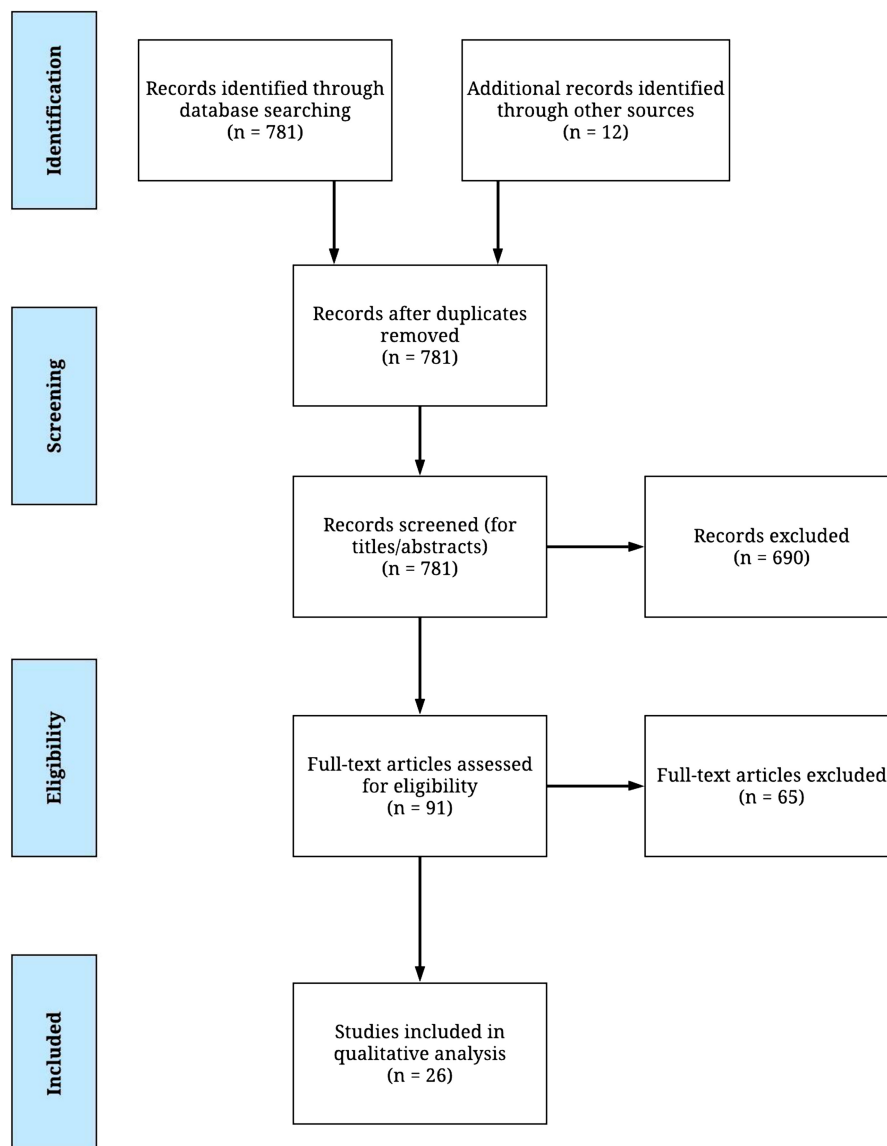 Identification
Records identified through
database searching
(n = 781)
Additional records identified
through other sources
(n = 12)
Screening
Records after duplicates
removed
(n = 781)
Records screened (for
titles/abstracts)
(n = 781)
Records excluded
(n = 690)
Eligibility
Full-text articles assessed
for eligibility
(n = 91)
Full-text articles excluded
(n = 65)
Included
Studies included in
qualitative analysis
(n = 26)